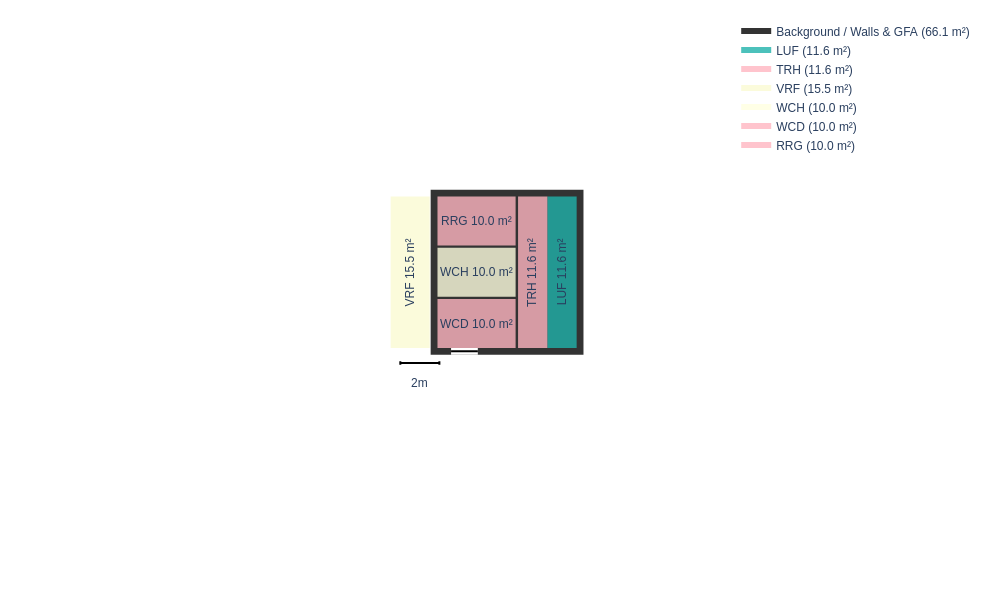 Background / Walls & GFA (66.1 m²)
LUF (11.6 m²)
TRH (11.6 m²)
VRF (15.5 m²)
WCH (10.0 m²)
WCD (10.0 m²)
RRG (10.0 m²)
VRF 15.5 m²
RRG 10.0 m²
WCH 10.0 m²
WCD 10.0 m²
TRH 11.6 m²
LUF 11.6 m²
2m